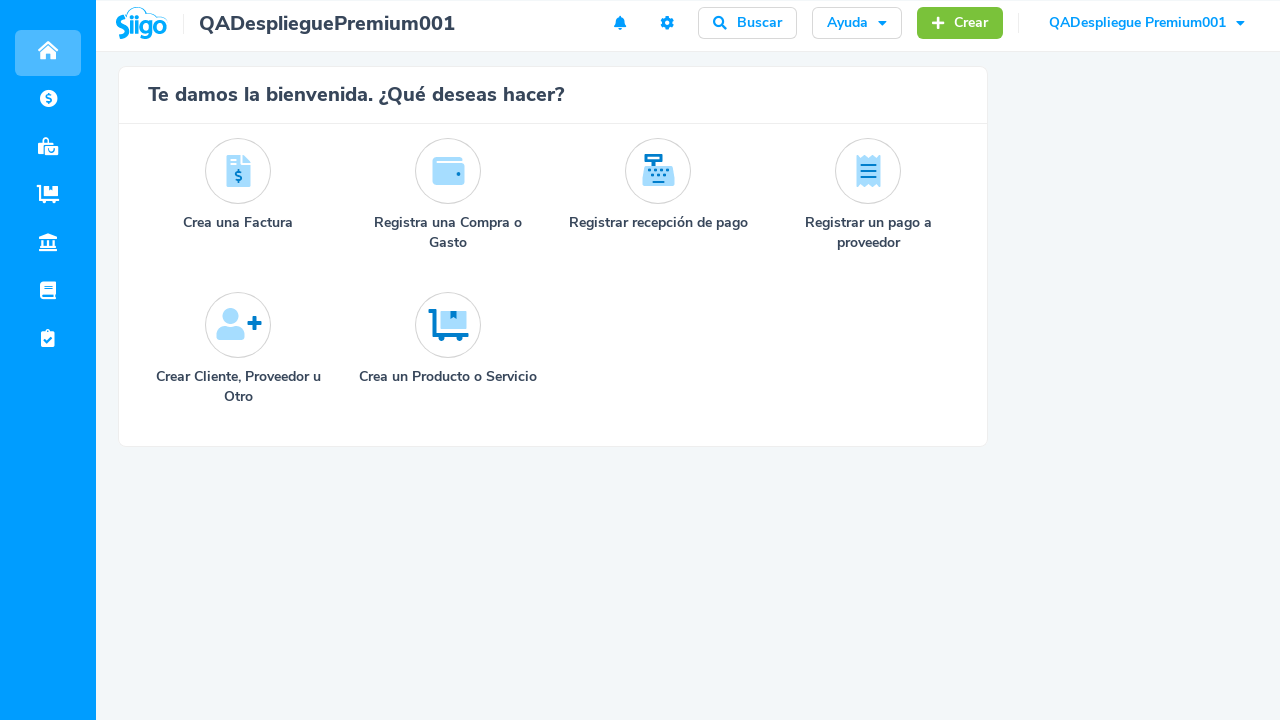 Siigo
QADesplieguePremium001
Buscar
Ayuda
Crear
QADespliegue Premium001
Te damos la bienvenida. ¿Qué deseas hacer?
Crea una Factura
Registra una Compra o
Gasto
Registrar recepción de pago
Registrar un pago a
proveedor
Crear Cliente, Proveedor u
Otro
Crea un Producto o Servicio